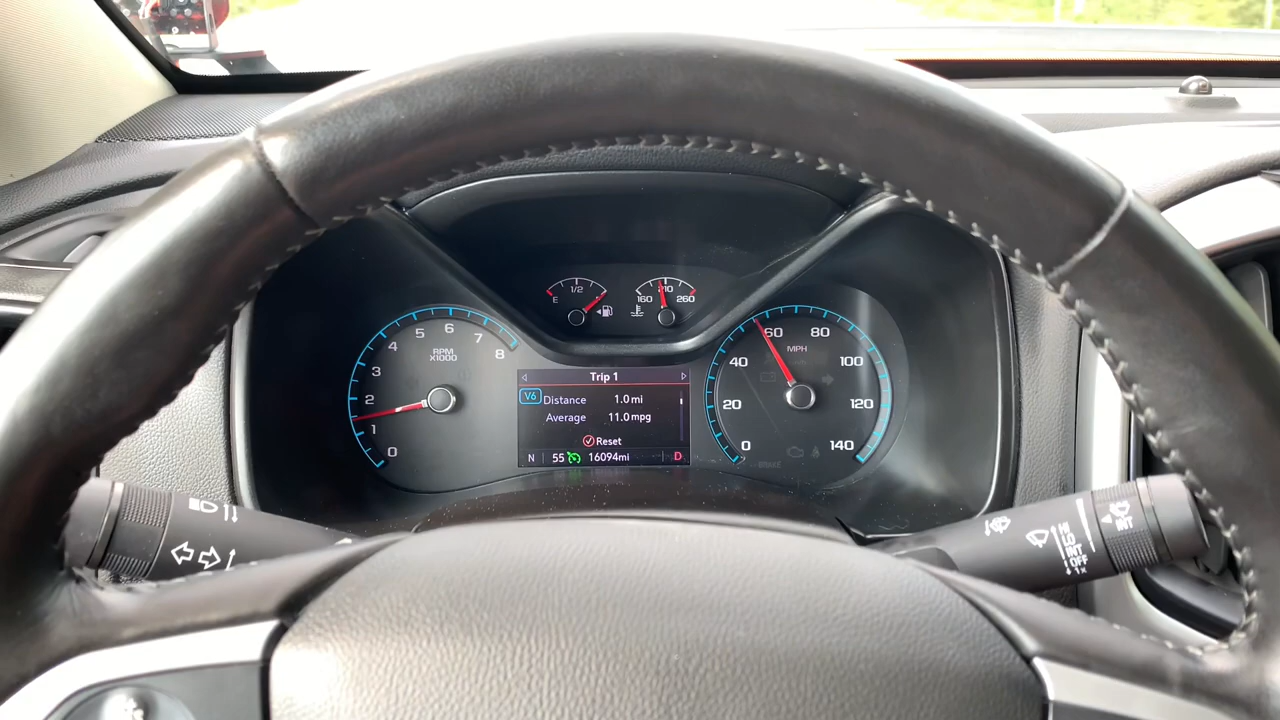 E 1/2
160 210 260
0 1 2 3 4 5 6 7 8
RPM
X1000
0 20 40 60 80 100 120 140
MPH
Trip 1
V6
Distance 1.0 mi
Average 11.0 mpg
Reset
N 55 16094mi D
BRAKE
HI
LO
INT
OFF
1x
INT